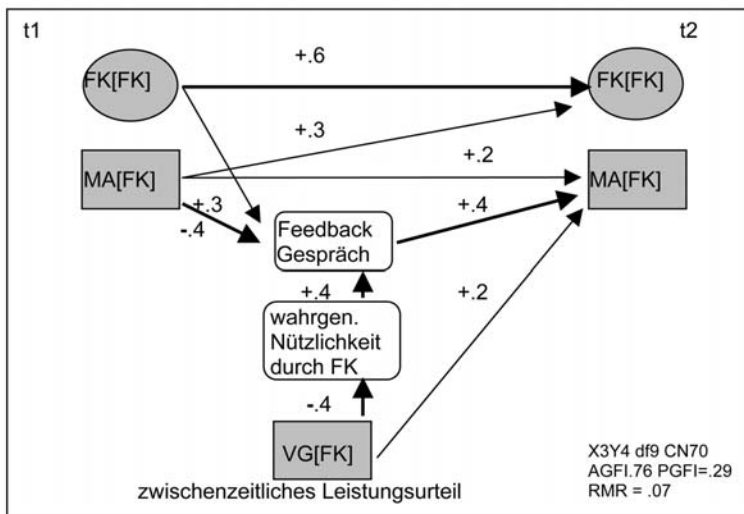 t1
t2
+.6
FK[FK]
FK[FK]
+.3
+.2
MA[FK]
MA[FK]
+.3
-.4
+.4
Feedback
Gespräch
+.4
+.2
wahrgen.
Nützlichkeit
durch FK
-.4
VG[FK]
zwischenzeitliches Leistungsurteil
X3Y4 df9 CN70
AGFI.76 PGFI=.29
RMR = .07